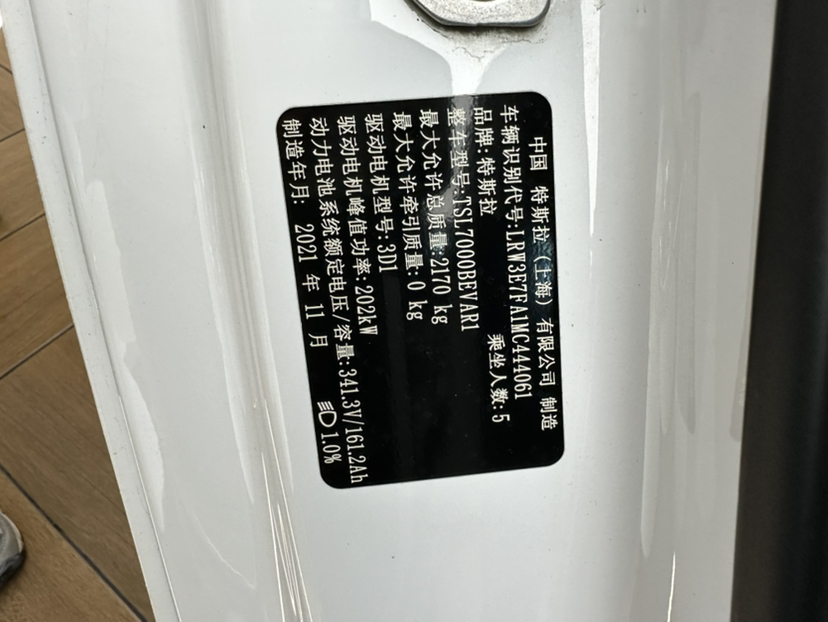 中国 特斯拉（上海）有限公司 制造
车辆识别代号:LRW3E7FA1MC444061
品牌:特斯拉 乘坐人数:5
整车型号:TSL7000BEVAR1
最大允许总质量:2170 kg
最大允许牵引质量:0 kg
驱动电机型号:3D1
驱动电机峰值功率:202kW
动力电池系统额定电压/容量:341.3V/161.2Ah
制造年月: 2021 年 11 月 1.0%